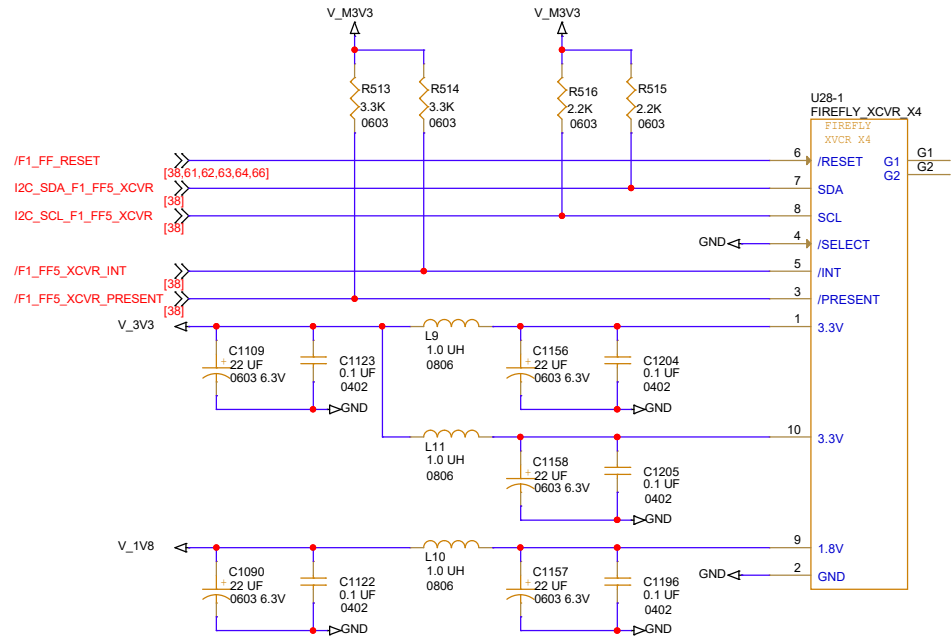 V_M3V3
V_M3V3
R513
3.3K
0603
R514
3.3K
0603
R516
2.2K
0603
R515
2.2K
0603
U28-1
FIREFLY_XCVR_X4
FIREFLY
XVCR X4
/F1_FF_RESET
[38,61,62,63,64,66]
6
/RESET
G1
G1
G2
G2
I2C_SDA_F1_FF5_XCVR
[38]
7
SDA
I2C_SCL_F1_FF5_XCVR
[38]
8
SCL
GND
4
/SELECT
/F1_FF5_XCVR_INT
[38]
5
/INT
/F1_FF5_XCVR_PRESENT
[38]
3
/PRESENT
V_3V3
1
3.3V
L9
1.0 UH
0806
C1109
22 UF
0603 6.3V
C1123
0.1 UF
0402
GND
C1156
22 UF
0603 6.3V
C1204
0.1 UF
0402
GND
10
3.3V
L11
1.0 UH
0806
C1158
22 UF
0603 6.3V
C1205
0.1 UF
0402
GND
V_1V8
9
1.8V
L10
1.0 UH
0806
GND
2
GND
C1090
22 UF
0603 6.3V
C1122
0.1 UF
0402
GND
C1157
22 UF
0603 6.3V
C1196
0.1 UF
0402
GND